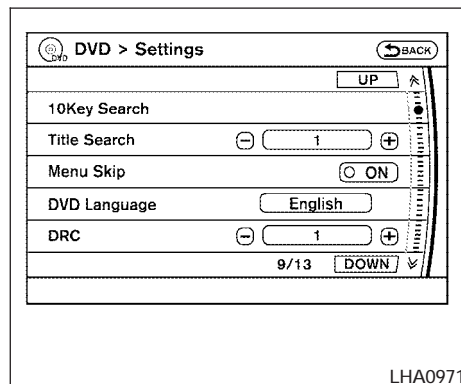 DVD DVD > Settings BACK
UP
10Key Search
Title Search 1
Menu Skip ON
DVD Language English
DRC 1
9/13 DOWN
LHA0971